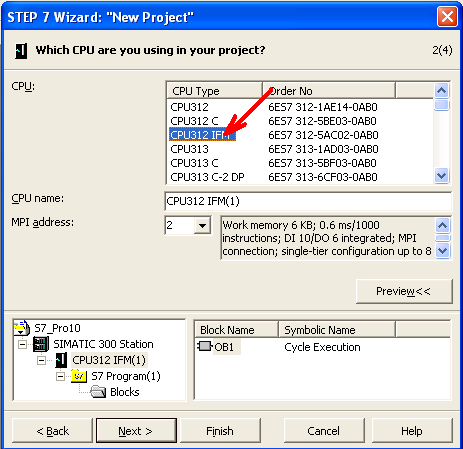 STEP 7 Wizard: "New Project"
Which CPU are you using in your project? 2(4)
CPU:
CPU Type Order No
CPU312 6ES7 312-1AE14-0AB0
CPU312 C 6ES7 312-5BE03-0AB0
CPU312 IFM 6ES7 312-5AC02-0AB0
CPU313 6ES7 313-1AD03-0AB0
CPU313 C 6ES7 313-5BF03-0AB0
CPU313 C-2 DP 6ES7 313-6CF03-0AB0
CPU name: CPU312 IFM(1)
MPI address: 2
Work memory 6 KB; 0.6 ms/1000
instructions; DI 10/DO 6 integrated; MPI
connection; single-tier configuration up to 8
Preview<<
S7_Pro10
SIMATIC 300 Station
CPU312 IFM(1)
S7 Program(1)
Blocks
Block Name Symbolic Name
OB1 Cycle Execution
< Back Next > Finish Cancel Help